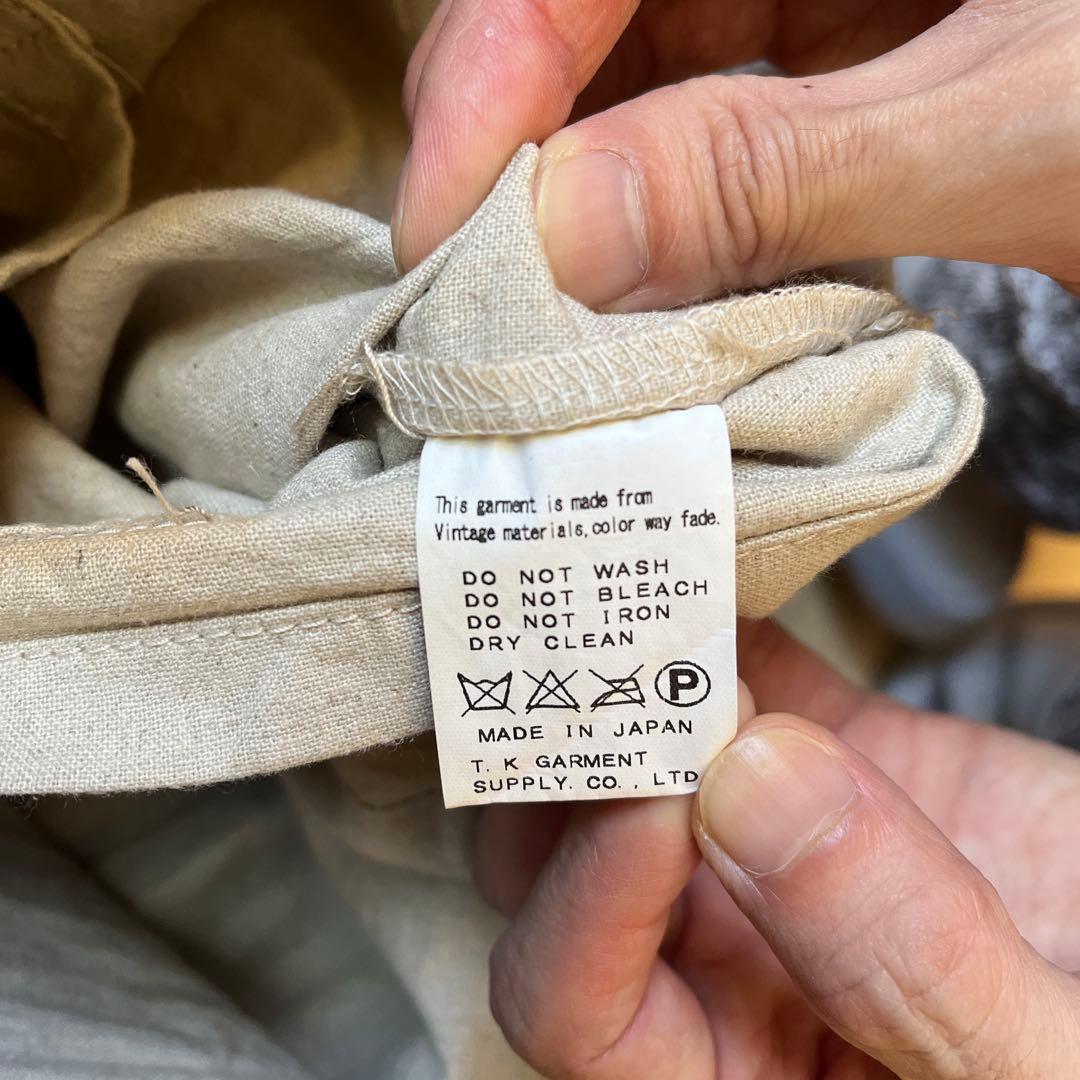 This garment is made from
Vintage materials,color way fade.
DO NOT WASH
DO NOT BLEACH
DO NOT IRON
DRY CLEAN
P
MADE IN JAPAN
T. K GARMENT
SUPPLY. CO. , LTD